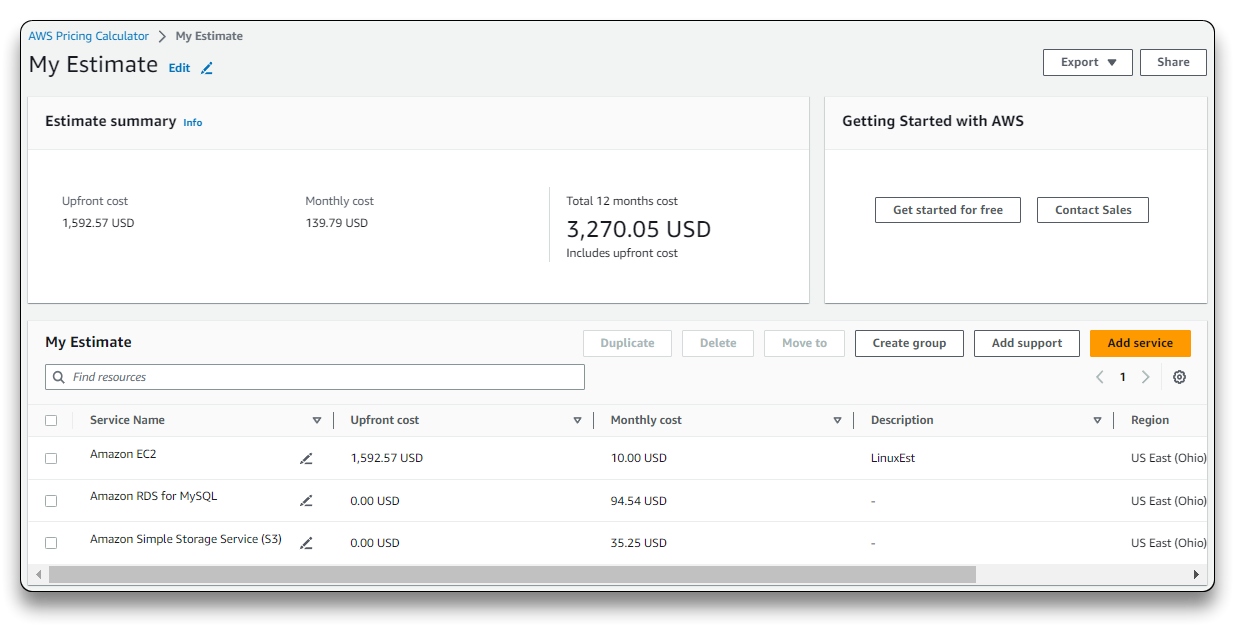 AWS Pricing Calculator > My Estimate
My Estimate Edit
Export ▼ Share
Estimate summary Info
Getting Started with AWS
Upfront cost Monthly cost Total 12 months cost
1,592.57 USD 139.79 USD 3,270.05 USD
Includes upfront cost
Get started for free Contact Sales
My Estimate Duplicate Delete Move to Create group Add support Add service
Find resources < 1 >
Service Name Upfront cost Monthly cost Description Region
Amazon EC2 1,592.57 USD 10.00 USD LinuxEst US East (Ohio)
Amazon RDS for MySQL 0.00 USD 94.54 USD - US East (Ohio)
Amazon Simple Storage Service (S3) 0.00 USD 35.25 USD - US East (Ohio)